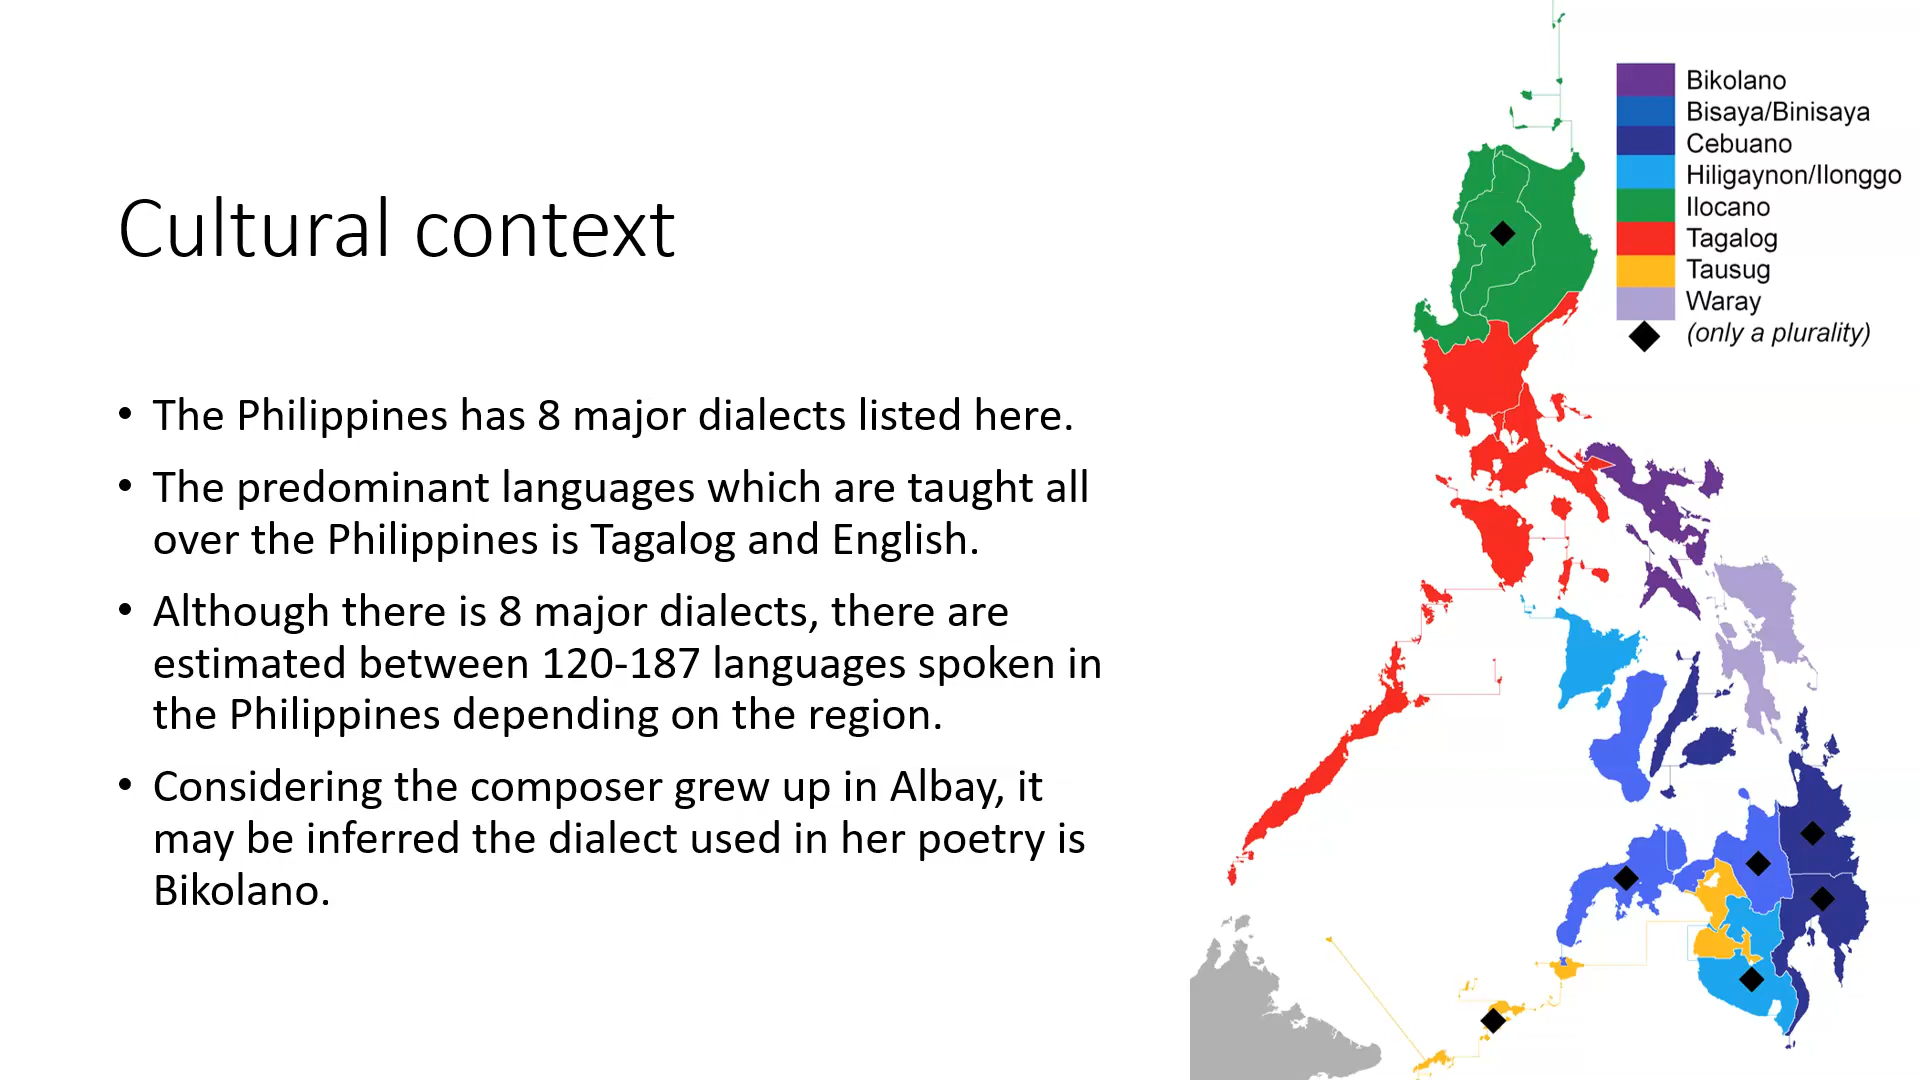 Cultural context
• The Philippines has 8 major dialects listed here.
• The predominant languages which are taught all
over the Philippines is Tagalog and English.
• Although there is 8 major dialects, there are
estimated between 120-187 languages spoken in
the Philippines depending on the region.
• Considering the composer grew up in Albay, it
may be inferred the dialect used in her poetry is
Bikolano.
Bikolano
Bisaya/Binisaya
Cebuano
Hiligaynon/Ilonggo
Ilocano
Tagalog
Tausug
Waray
(only a plurality)